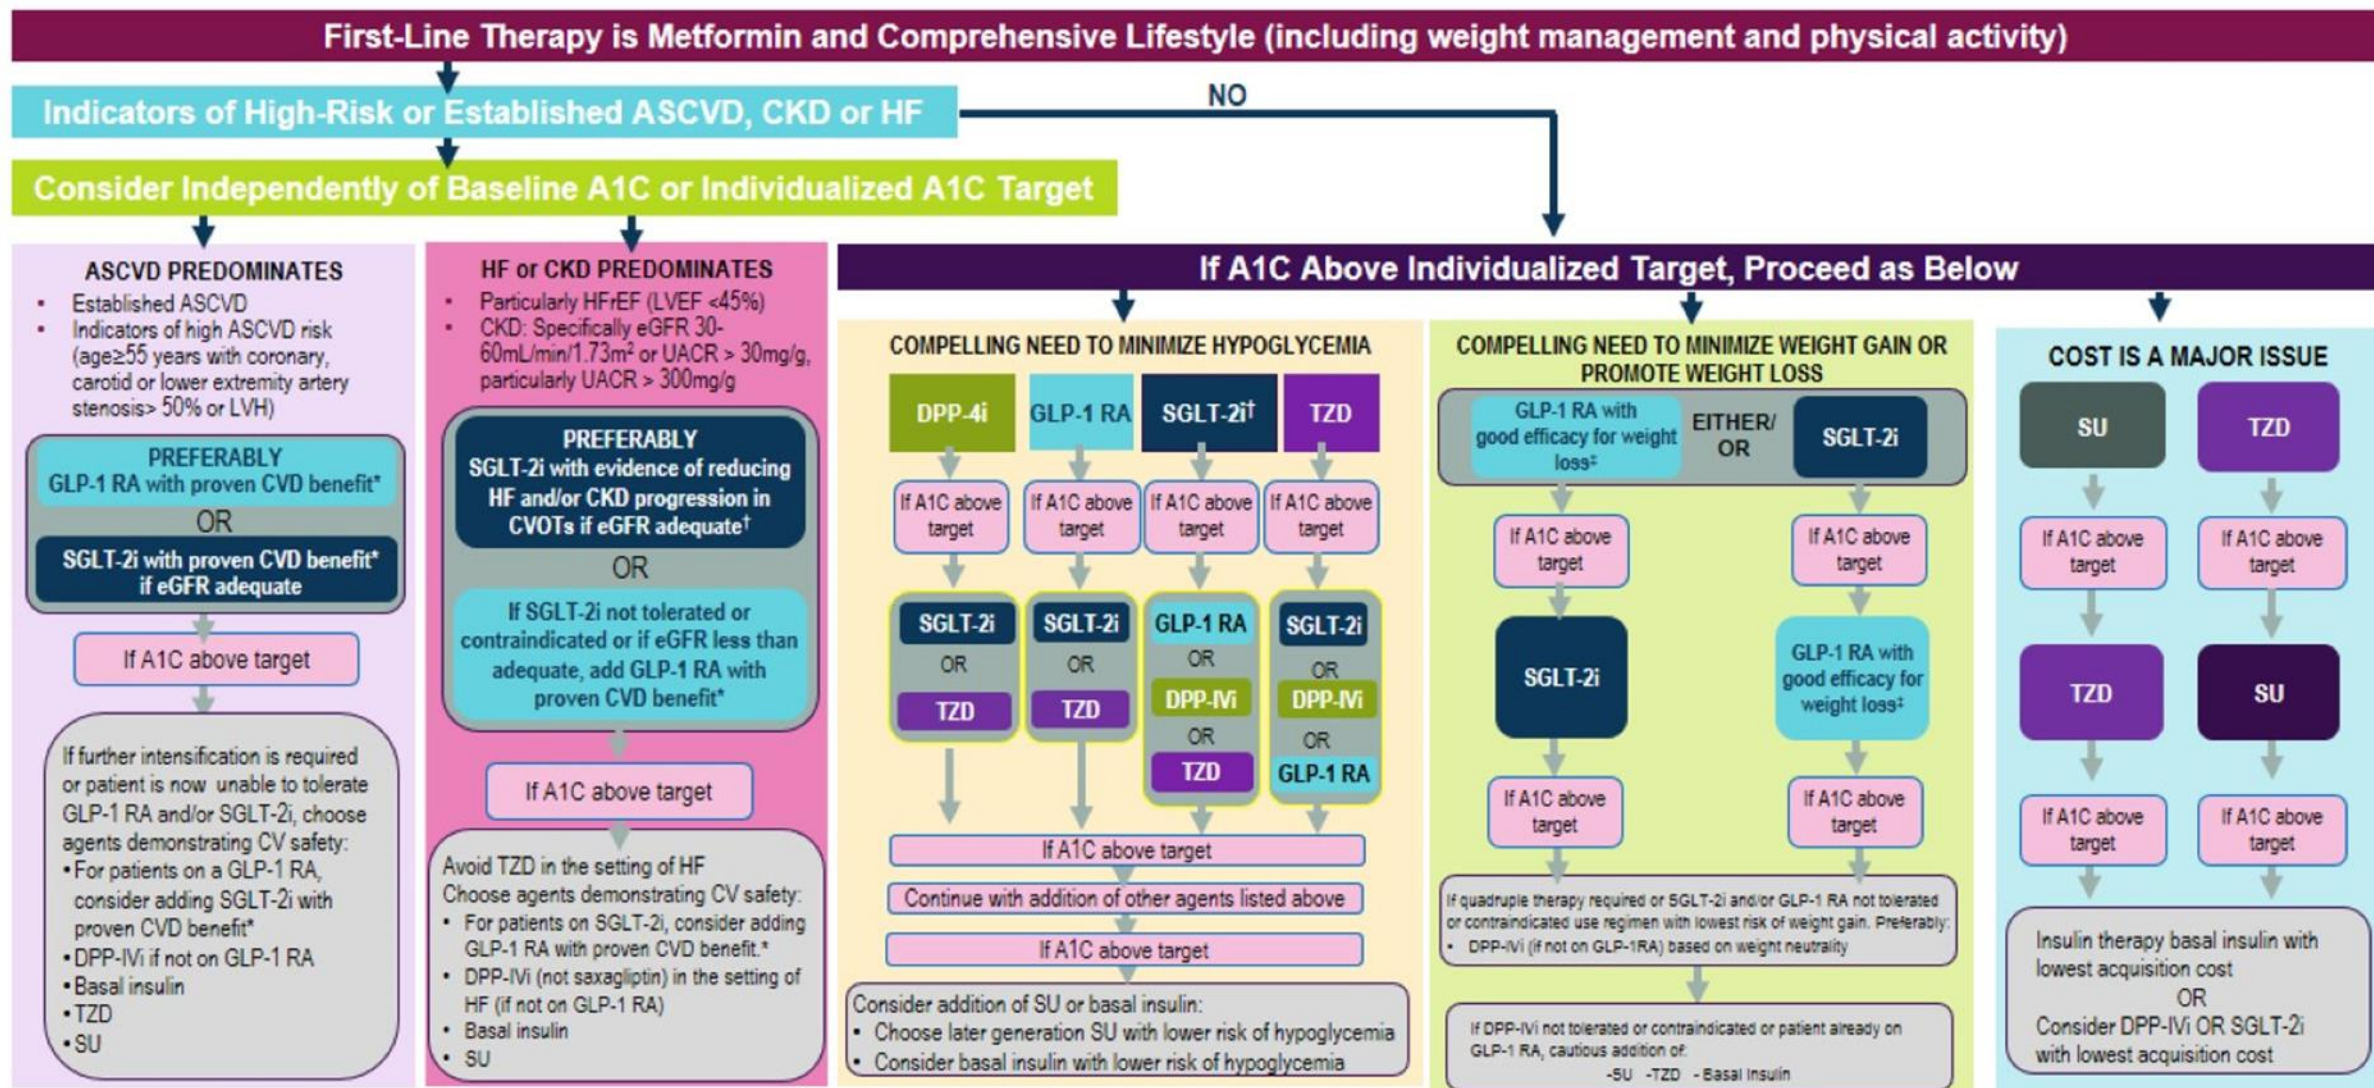 First-Line Therapy is Metformin and Comprehensive Lifestyle (including weight management and physical activity)
Indicators of High-Risk or Established ASCVD, CKD or HF
NO
Consider Independently of Baseline A1C or Individualized A1C Target
ASCVD PREDOMINATES
▪ Established ASCVD
▪ Indicators of high ASCVD risk
(age≥55 years with coronary,
carotid or lower extremity artery
stenosis> 50% or LVH)
PREFERABLY
GLP-1 RA with proven CVD benefit*
OR
SGLT-2i with proven CVD benefit*
if eGFR adequate
If A1C above target
If further intensification is required
or patient is now unable to tolerate
GLP-1 RA and/or SGLT-2i, choose
agents demonstrating CV safety:
•For patients on a GLP-1 RA,
consider adding SGLT-2i with
proven CVD benefit*
•DPP-IVi if not on GLP-1 RA
•Basal insulin
•TZD
•SU
HF or CKD PREDOMINATES
▪ Particularly HFrEF (LVEF <45%)
▪ CKD: Specifically eGFR 30-
60mL/min/1.73m² or UACR > 30mg/g,
particularly UACR > 300mg/g
PREFERABLY
SGLT-2i with evidence of reducing
HF and/or CKD progression in
CVOTs if eGFR adequate†
OR
If SGLT-2i not tolerated or
contraindicated or if eGFR less than
adequate, add GLP-1 RA with
proven CVD benefit*
If A1C above target
Avoid TZD in the setting of HF
Choose agents demonstrating CV safety:
• For patients on SGLT-2i, consider adding
GLP-1 RA with proven CVD benefit.*
• DPP-IVi (not saxagliptin) in the setting of
HF (if not on GLP-1 RA)
• Basal insulin
• SU
If A1C Above Individualized Target, Proceed as Below
COMPELLING NEED TO MINIMIZE HYPOGLYCEMIA
DPP-4i
If A1C above
target
SGLT-2i
OR
TZD
GLP-1 RA
If A1C above
target
SGLT-2i
OR
TZD
SGLT-2i†
If A1C above
target
GLP-1 RA
OR
DPP-IVi
OR
TZD
TZD
If A1C above
target
SGLT-2i
OR
DPP-IVi
OR
GLP-1 RA
If A1C above target
Continue with addition of other agents listed above
If A1C above target
Consider addition of SU or basal insulin:
• Choose later generation SU with lower risk of hypoglycemia
• Consider basal insulin with lower risk of hypoglycemia
COMPELLING NEED TO MINIMIZE WEIGHT GAIN OR
PROMOTE WEIGHT LOSS
GLP-1 RA with
good efficacy for weight
loss‡
EITHER/
OR
SGLT-2i
If A1C above
target
SGLT-2i
If A1C above
target
If A1C above
target
GLP-1 RA with
good efficacy for
weight loss‡
If A1C above
target
If quadruple therapy required or SGLT-2i and/or GLP-1 RA not tolerated
or contraindicated use regimen with lowest risk of weight gain. Preferably:
• DPP-IVi (if not on GLP-1RA) based on weight neutrality
If DPP-IVi not tolerated or contraindicated or patient already on
GLP-1 RA, cautious addition of:
-SU -TZD - Basal Insulin
COST IS A MAJOR ISSUE
SU
If A1C above
target
TZD
If A1C above
target
TZD
If A1C above
target
SU
If A1C above
target
Insulin therapy basal insulin with
lowest acquisition cost
OR
Consider DPP-IVi OR SGLT-2i
with lowest acquisition cost